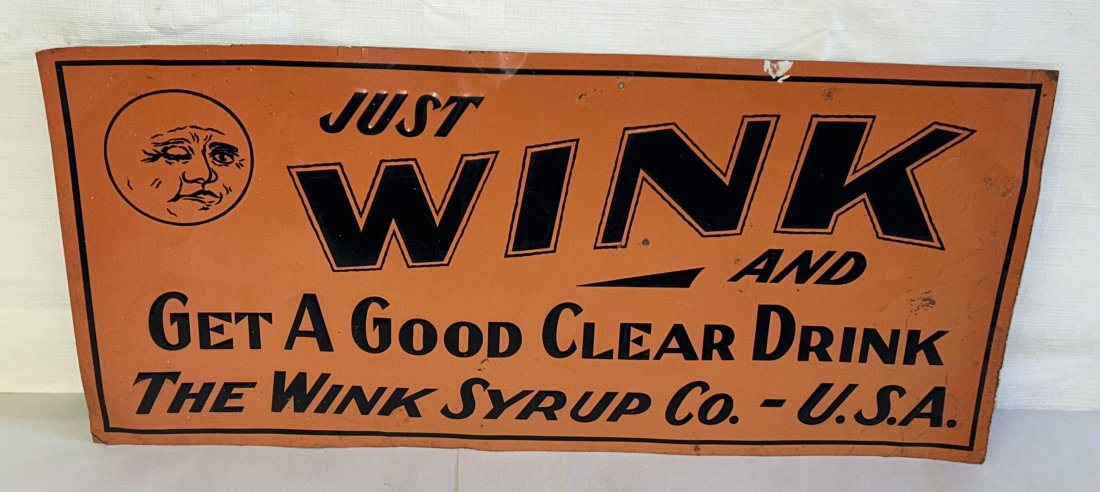 JUST
WINK
AND
GET A GOOD CLEAR DRINK
THE WINK SYRUP CO. - U.S.A.